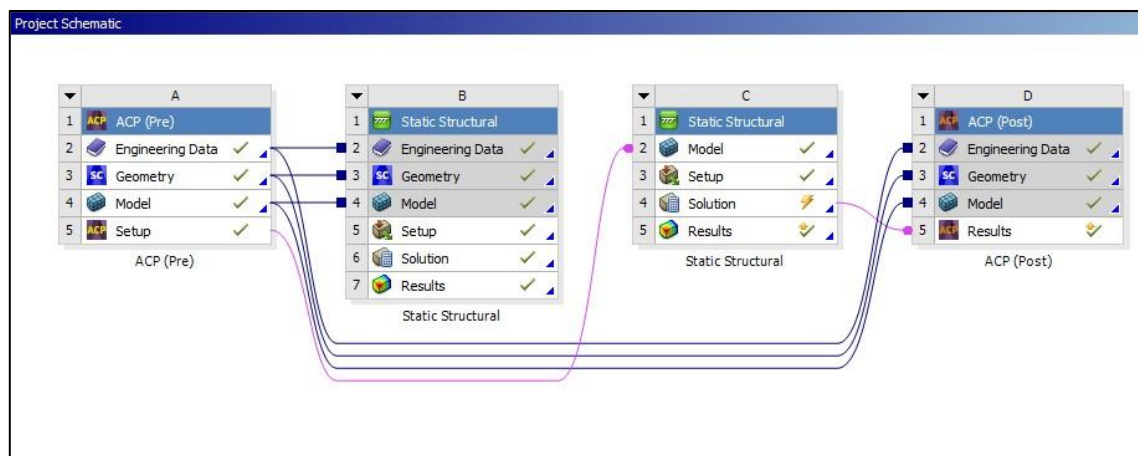 Project Schematic
A
1 ACP ACP (Pre)
2 Engineering Data
3 SC Geometry
4 Model
5 ACP Setup
ACP (Pre)
B
1 Static Structural
2 Engineering Data
3 SC Geometry
4 Model
5 Setup
6 Solution
7 Results
Static Structural
C
1 Static Structural
2 Model
3 Setup
4 Solution
5 Results
Static Structural
D
1 ACP ACP (Post)
2 Engineering Data
3 SC Geometry
4 Model
5 ACP Results
ACP (Post)